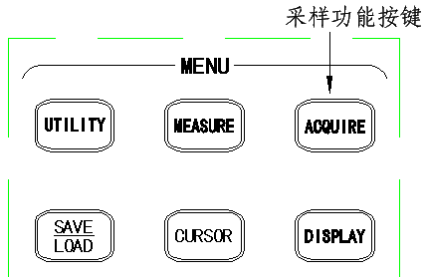 采样功能按键
MENU
UTILITY MEASURE ACQUIRE
SAVE CURSOR DISPLAY
LOAD